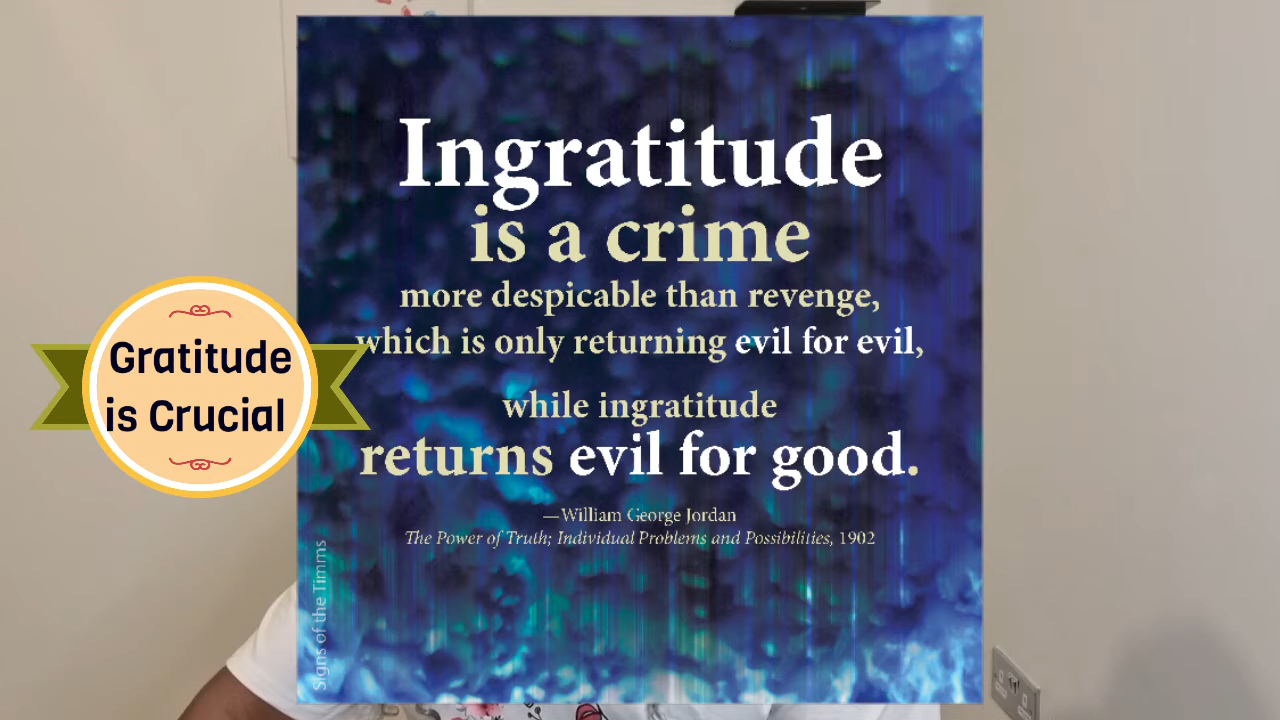 Ingratitude
is a crime
more despicable than revenge,
which is only returning evil for evil,
while ingratitude
returns evil for good.
—William George Jordan
The Power of Truth; Individual Problems and Possibilities, 1902
Signs of the Timms
Gratitude
is Crucial